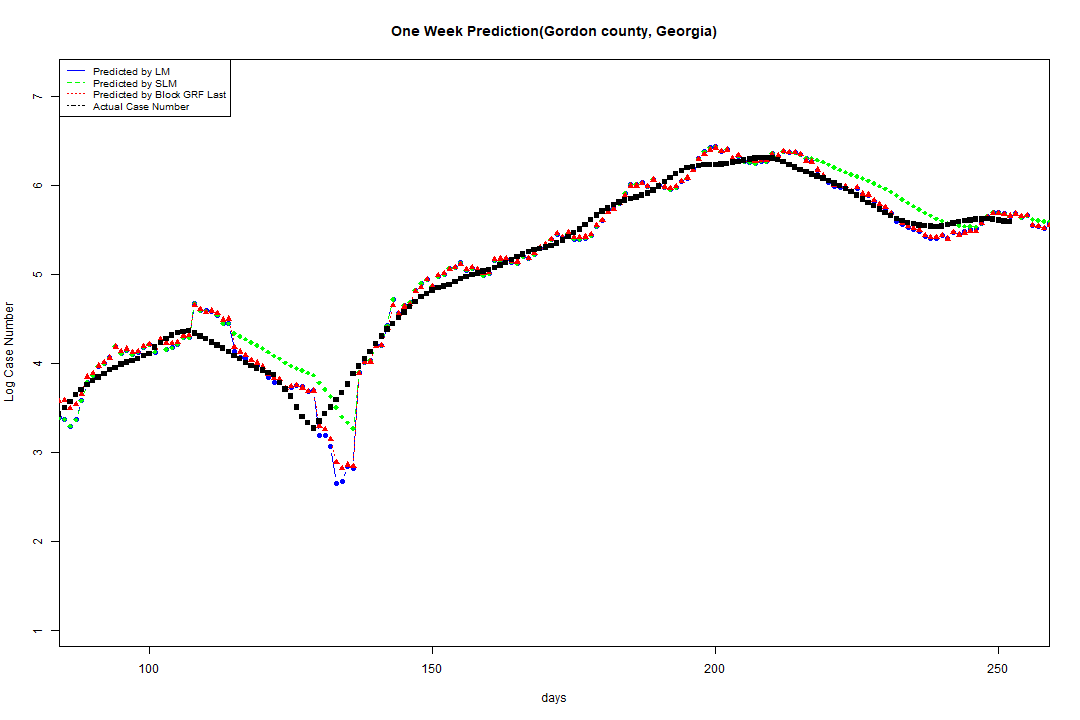 One Week Prediction(Gordon county, Georgia)
Predicted by LM
Predicted by SLM
Predicted by Block GRF Last
Actual Case Number
7
6
5
4
3
2
1
Log Case Number
100 150 200 250
days